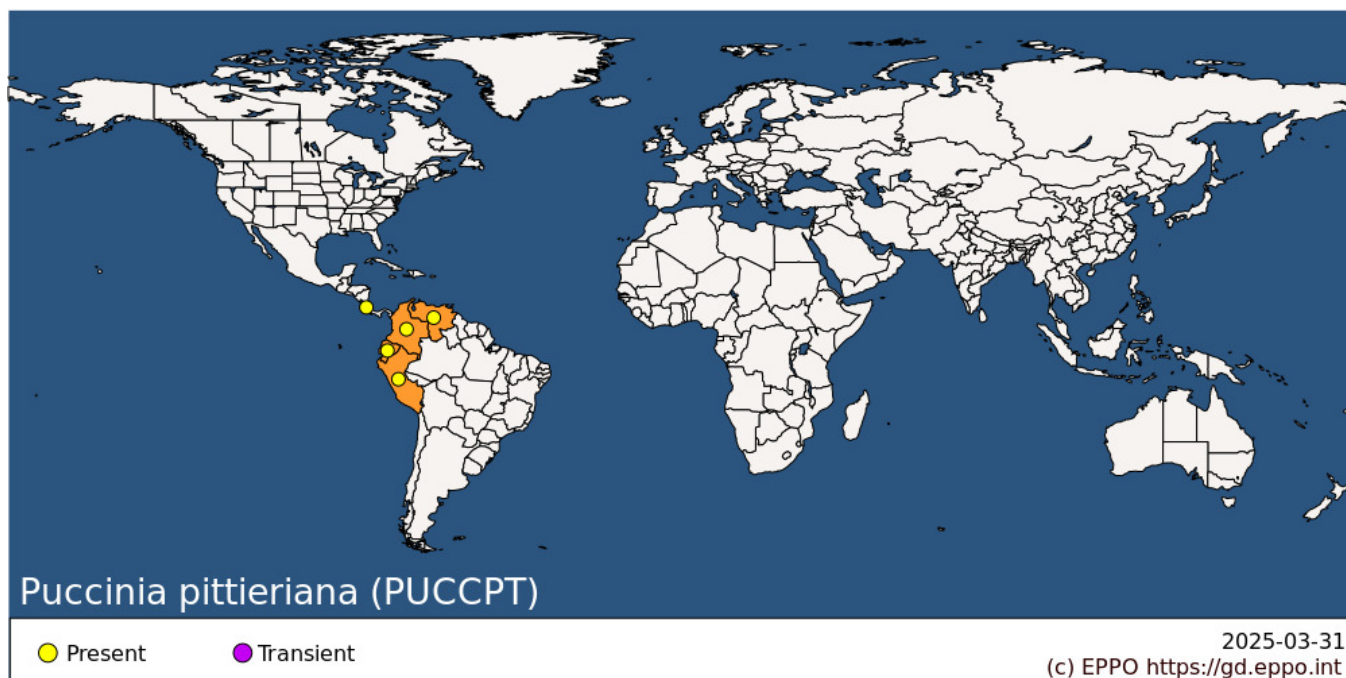 Puccinia pittieriana (PUCCPT)
Present
Transient
2025-03-31
(c) EPPO https://gd.eppo.int